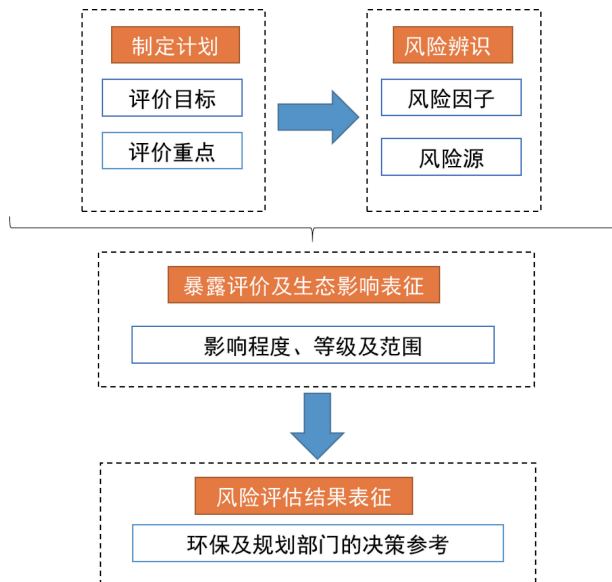 制定计划
评价目标
评价重点
风险辨识
风险因子
风险源
暴露评价及生态影响表征
影响程度、等级及范围
风险评估结果表征
环保及规划部门的决策参考